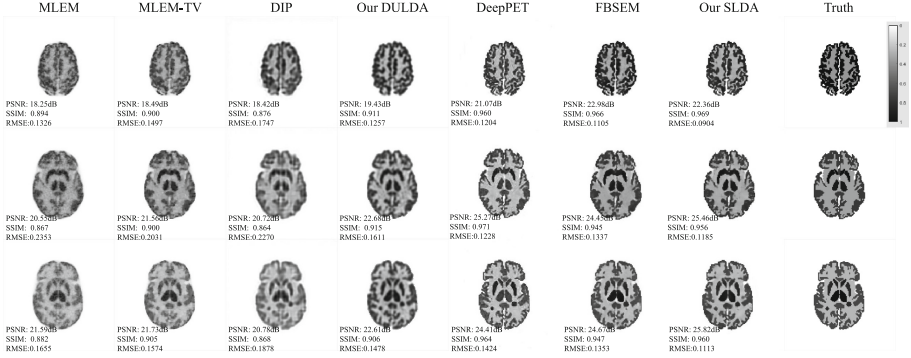 MLEM MLEM-TV DIP Our DULDA DeepPET FBSEM Our SLDA Truth
0
0.2
0.4
0.6
0.8
1
PSNR: 18.25dB PSNR: 18.49dB PSNR: 18.42dB PSNR: 19.43dB PSNR: 21.07dB PSNR: 22.98dB PSNR: 22.36dB
SSIM: 0.894 SSIM: 0.900 SSIM: 0.876 SSIM: 0.911 SSIM: 0.960 SSIM: 0.966 SSIM: 0.969
RMSE:0.1326 RMSE:0.1497 RMSE:0.1747 RMSE:0.1257 RMSE:0.1204 RMSE:0.1105 RMSE:0.0904
PSNR: 20.55dB PSNR: 21.56dB PSNR: 20.72dB PSNR: 22.68dB PSNR: 25.27dB PSNR: 24.45dB PSNR: 25.46dB
SSIM: 0.867 SSIM: 0.900 SSIM: 0.864 SSIM: 0.915 SSIM: 0.971 SSIM: 0.945 SSIM: 0.956
RMSE:0.2353 RMSE:0.2031 RMSE:0.2270 RMSE:0.1611 RMSE:0.1228 RMSE:0.1337 RMSE:0.1185
PSNR: 21.59dB PSNR: 21.73dB PSNR: 20.78dB PSNR: 22.61dB PSNR: 24.41dB PSNR: 24.67dB PSNR: 25.82dB
SSIM: 0.882 SSIM: 0.905 SSIM: 0.868 SSIM: 0.906 SSIM: 0.964 SSIM: 0.947 SSIM: 0.960
RMSE:0.1655 RMSE:0.1574 RMSE:0.1878 RMSE:0.1478 RMSE:0.1424 RMSE:0.1353 RMSE:0.1113